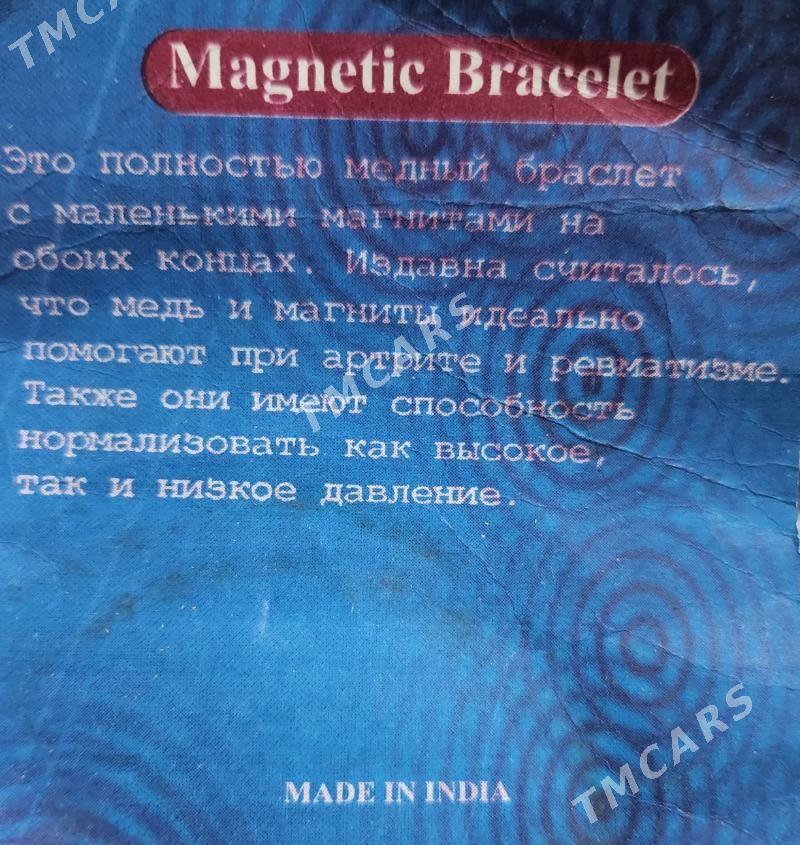 TMCARS
Magnetic Bracelet
Это полностью медный браслет
с маленькими магнитами на
обоих концах. Издавна считалось,
что медь и магниты идеально
помогают при артрите и ревматизме.
Также они имеют способность
нормализовать как высокое,
так и низкое давление.
TMCARS
TMCARS
MADE IN INDIA